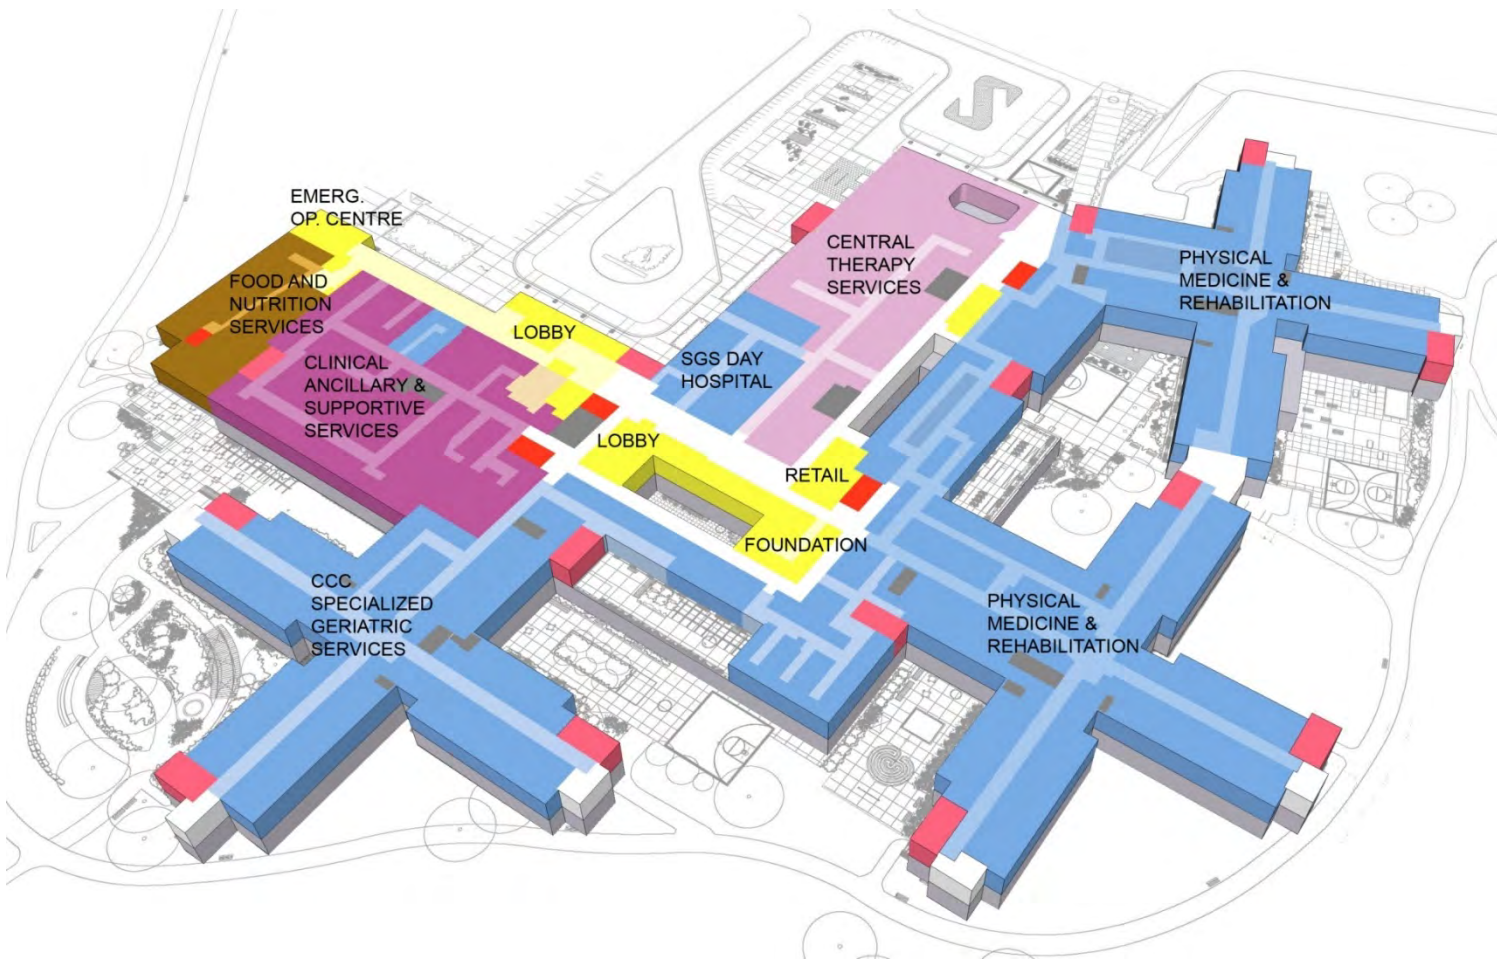 EMERG.
OP. CENTRE
FOOD AND
NUTRITION
SERVICES
LOBBY
CLINICAL
ANCILLARY &
SUPPORTIVE
SERVICES
CENTRAL
THERAPY
SERVICES
PHYSICAL
MEDICINE &
REHABILITATION
SGS DAY
HOSPITAL
LOBBY
RETAIL
FOUNDATION
CCC
SPECIALIZED
GERIATRIC
SERVICES
PHYSICAL
MEDICINE &
REHABILITATION